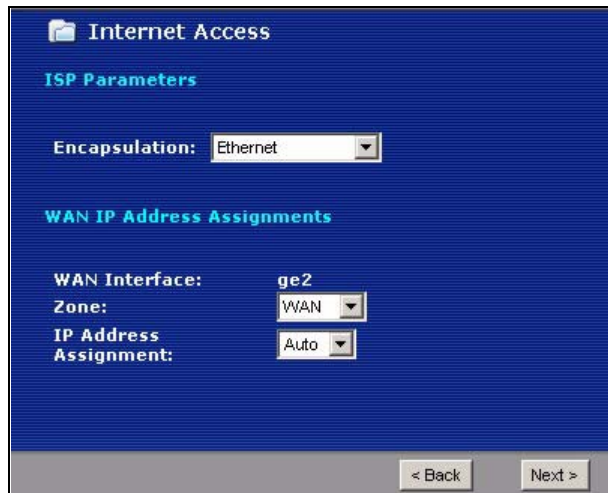 Internet Access
ISP Parameters
Encapsulation: Ethernet
WAN IP Address Assignments
WAN Interface: ge2
Zone: WAN
IP Address
Assignment: Auto
< Back Next >